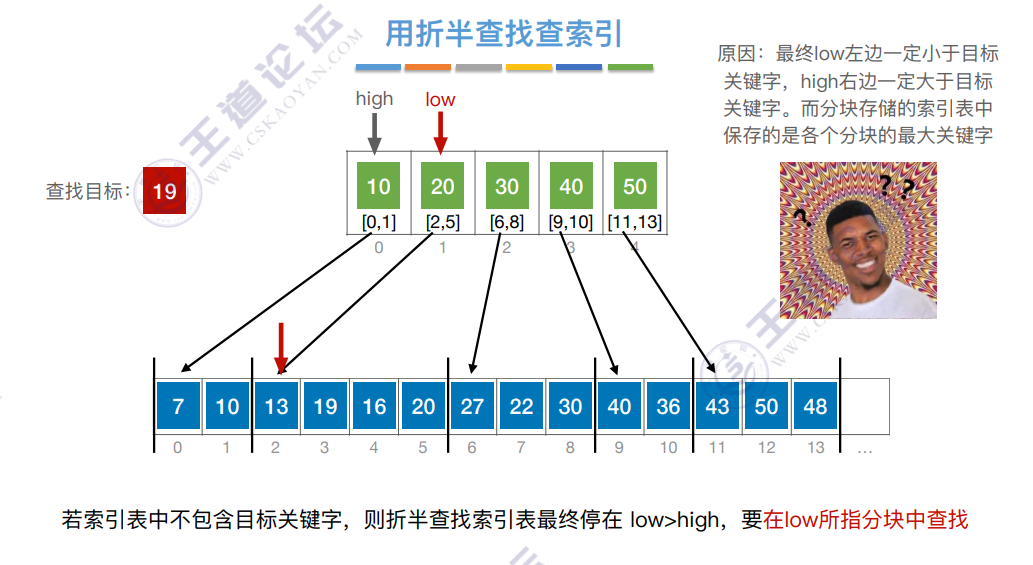 用折半查找查索引
原因：最终low左边一定小于目标
关键字，high右边一定大于目标
关键字。而分块存储的索引表中
保存的是各个分块的最大关键字
high low
查找目标： 19
10 20 30 40 50
[0,1] [2,5] [6,8] [9,10] [11,13]
0 1 2 3 4
? ? ?
7 10 13 19 16 20 27 22 30 40 36 43 50 48
0 1 2 3 4 5 6 7 8 9 10 11 12 13 …
若索引表中不包含目标关键字，则折半查找索引表最终停在 low>high，要在low所指分块中查找
王道论坛
WWW.CSKAOYAN.COM